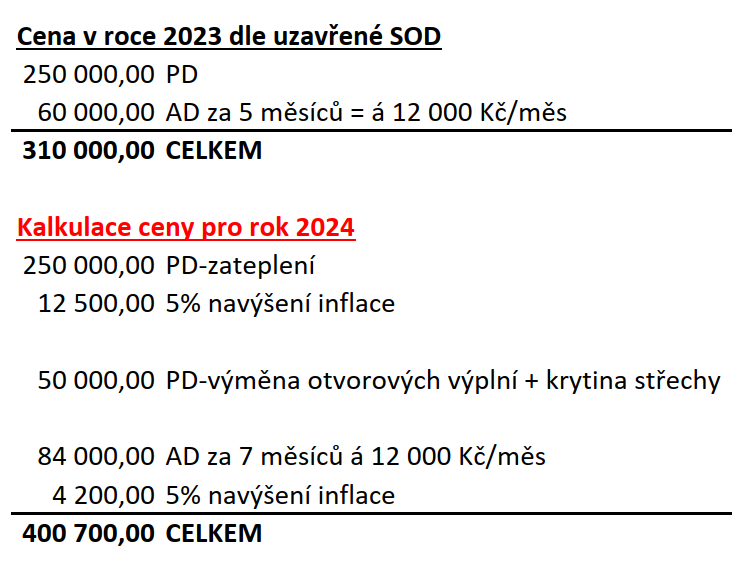 Cena v roce 2023 dle uzavřené SOD
250 000,00 PD
60 000,00 AD za 5 měsíců = á 12 000 Kč/měs
310 000,00 CELKEM
Kalkulace ceny pro rok 2024
250 000,00 PD-zateplení
12 500,00 5% navýšení inflace
50 000,00 PD-výměna otvorových výplní + krytina střechy
84 000,00 AD za 7 měsíců á 12 000 Kč/měs
4 200,00 5% navýšení inflace
400 700,00 CELKEM